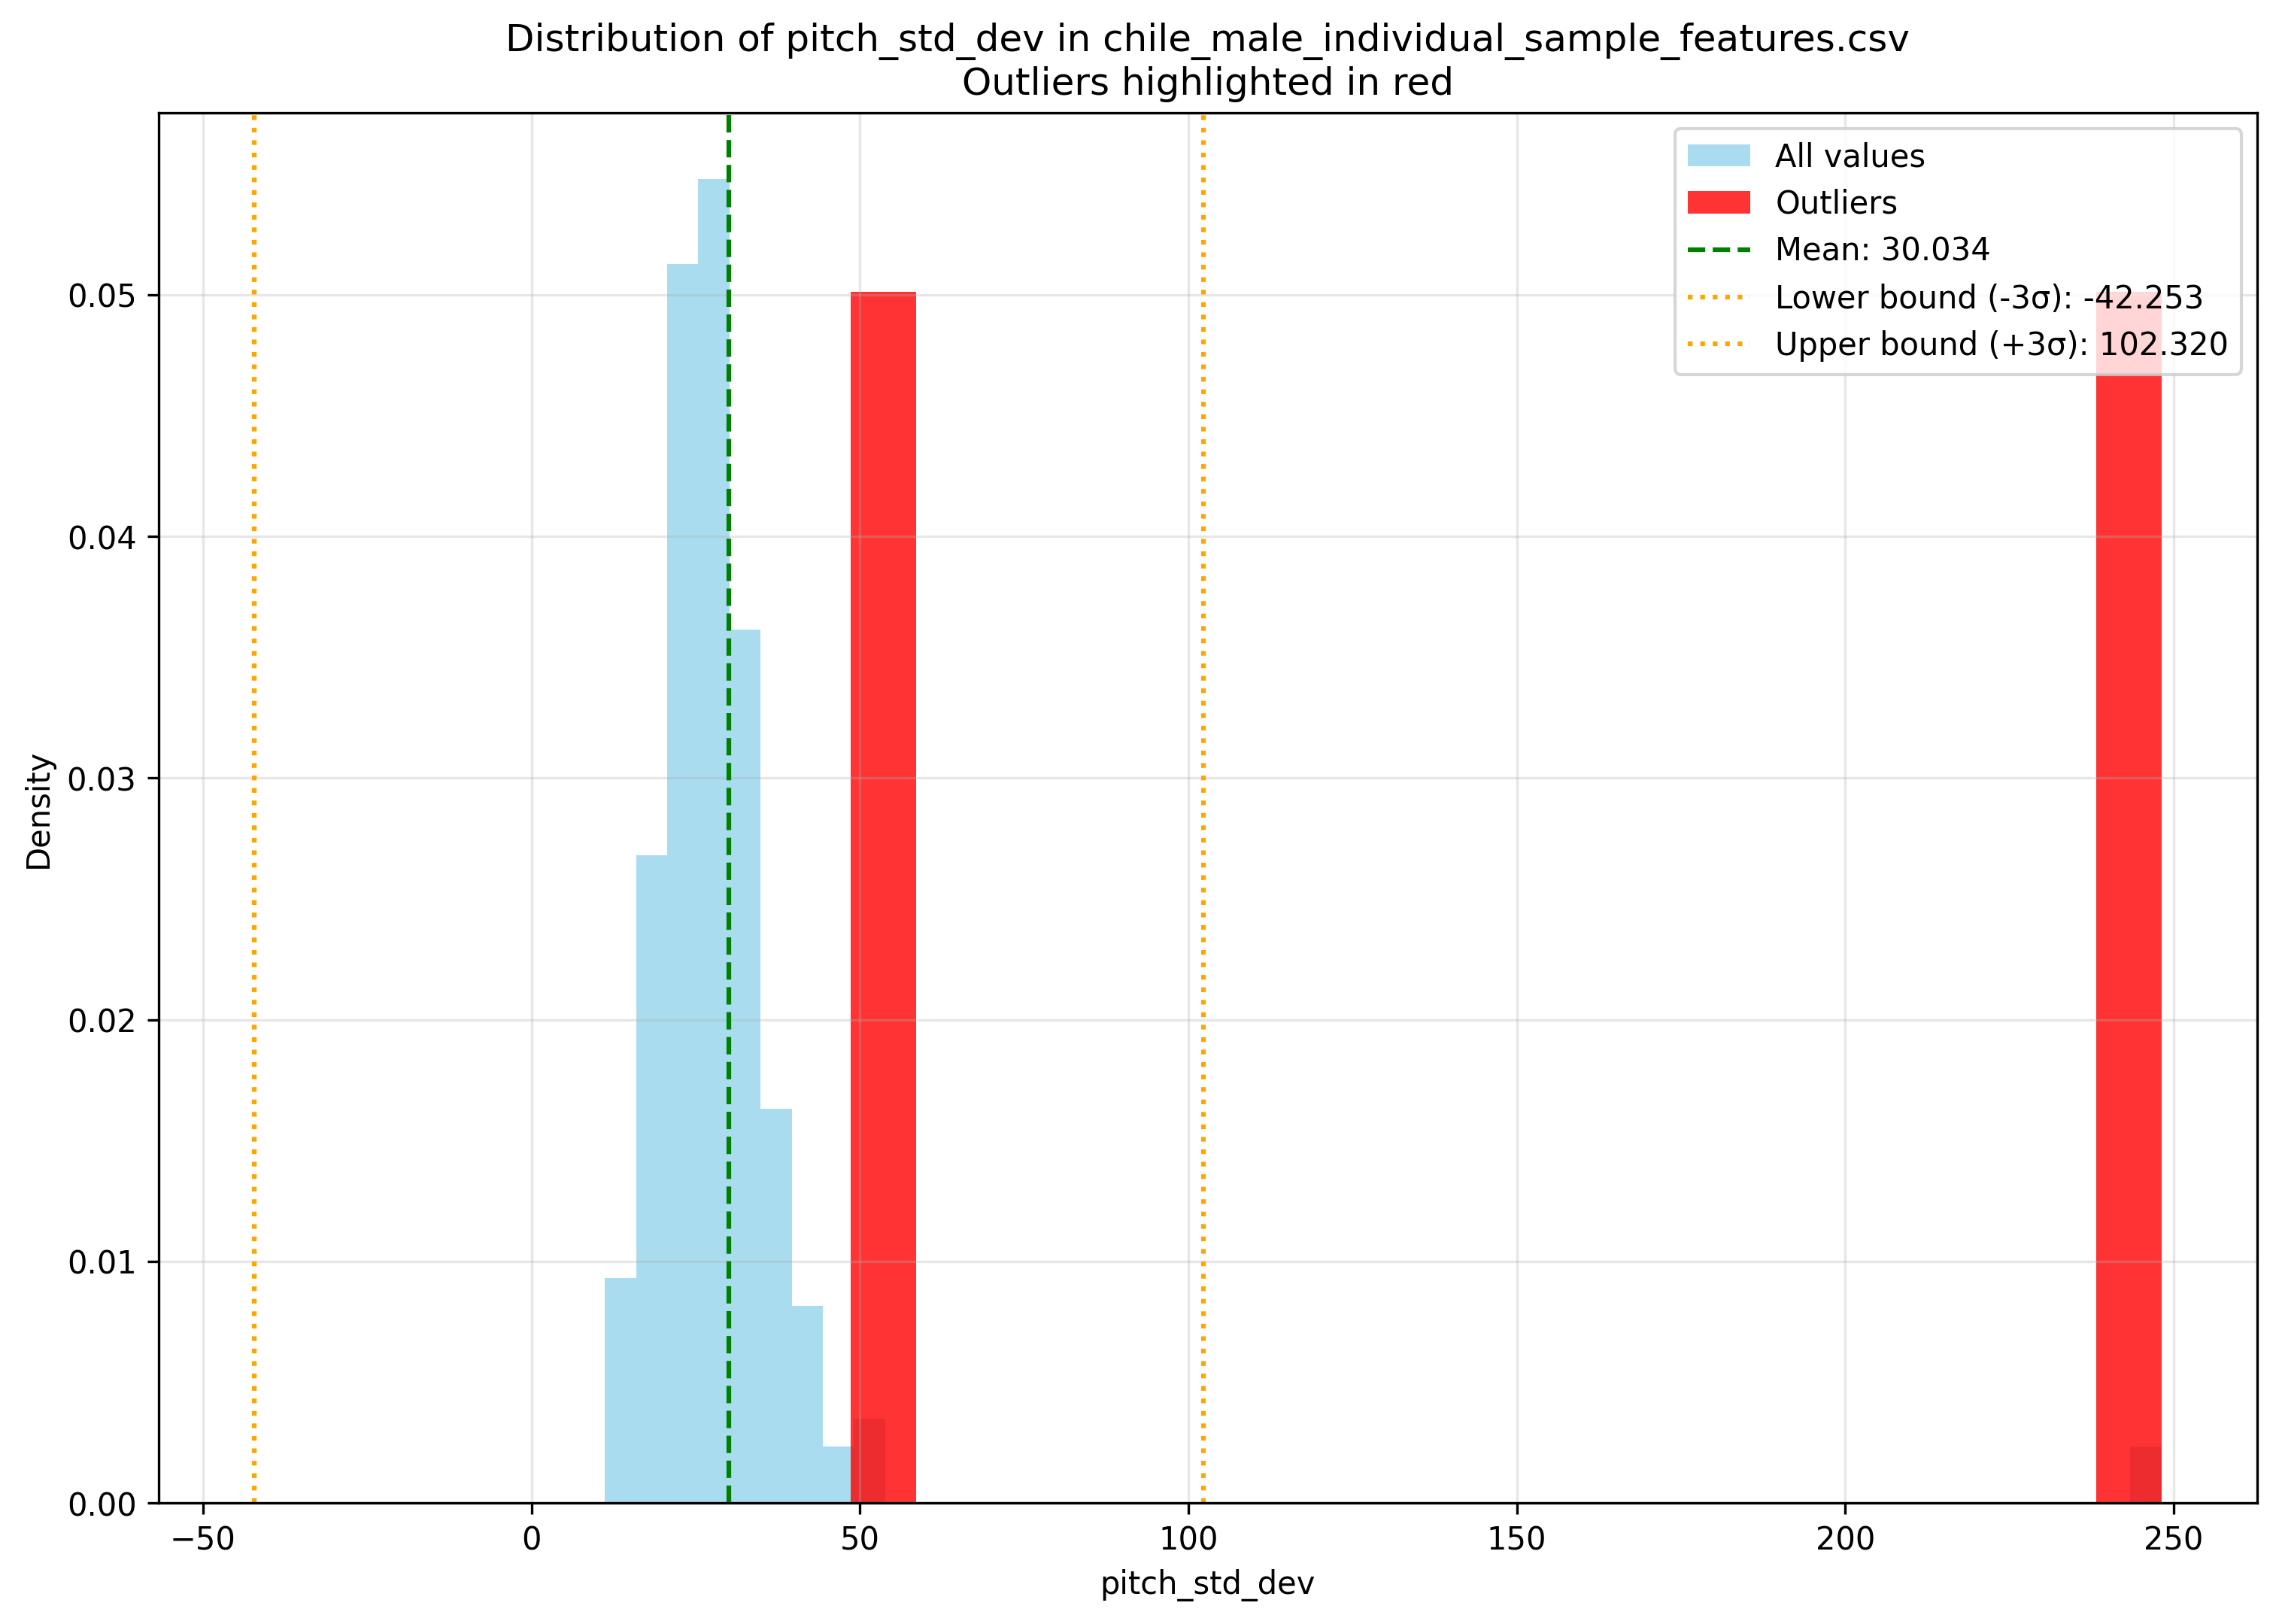 Distribution of pitch_std_dev in chile_male_individual_sample_features.csv
Outliers highlighted in red
All values
Outliers
Mean: 30.034
Lower bound (-3σ): -42.253
Upper bound (+3σ): 102.320
0.05
0.04
0.03
0.02
0.01
0.00
Density
−50
0
50
100
150
200
250
pitch_std_dev